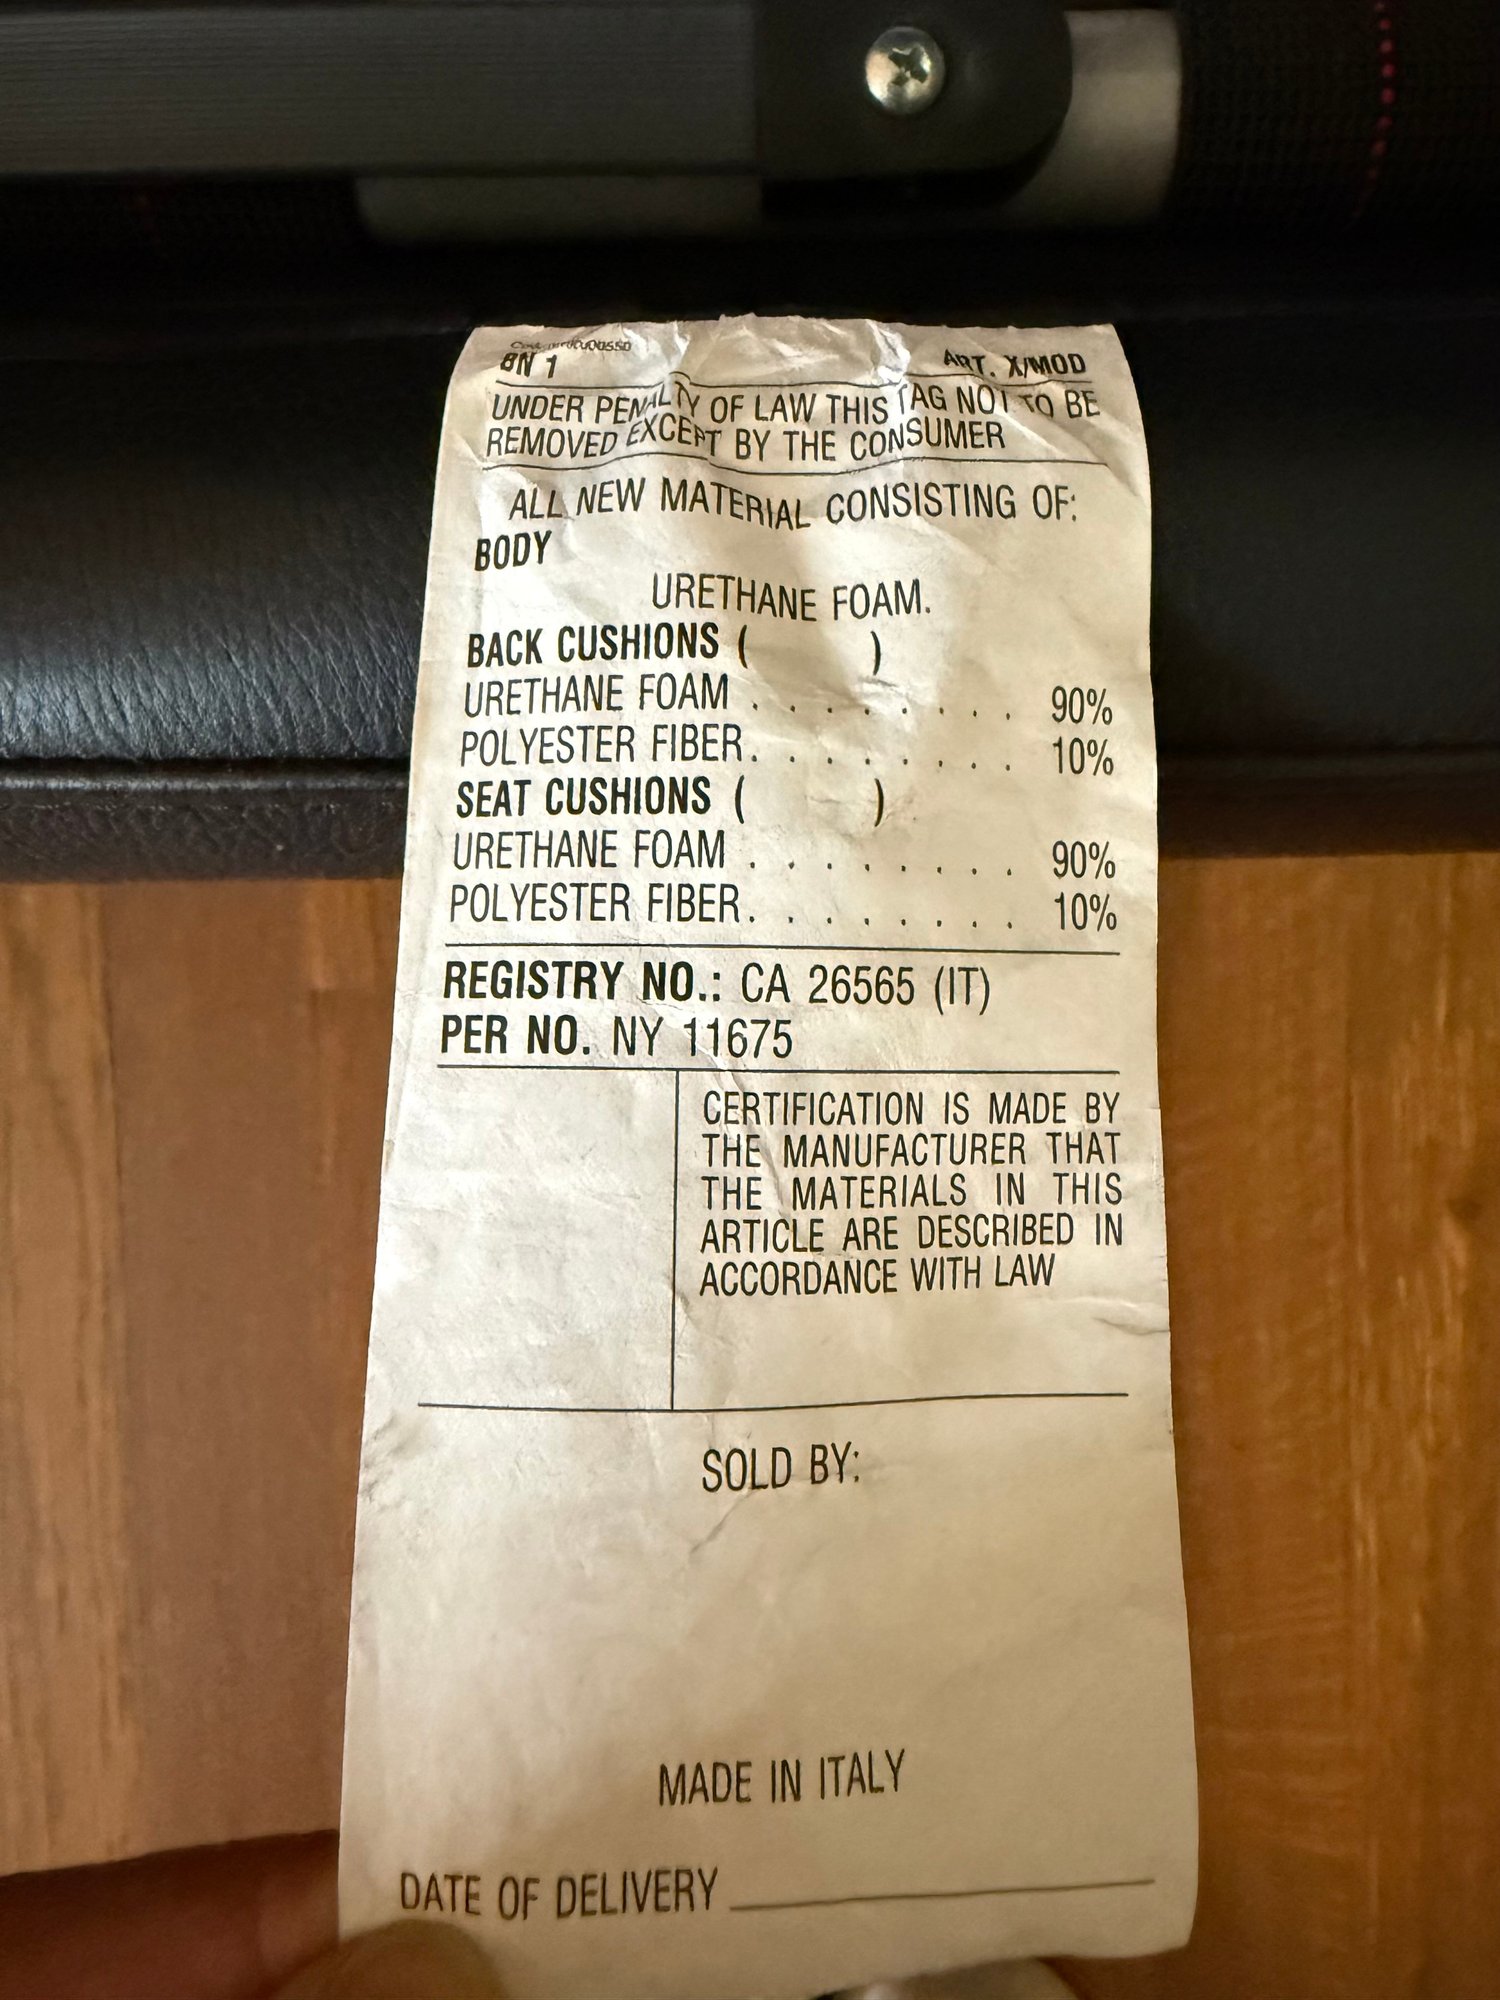 BN 1 ART. X/MOD
UNDER PENALTY OF LAW THIS TAG NOT TO BE
REMOVED EXCEPT BY THE CONSUMER
ALL NEW MATERIAL CONSISTING OF:
BODY
URETHANE FOAM.
BACK CUSHIONS ( )
URETHANE FOAM . . . . . . . . 90%
POLYESTER FIBER. . . . . . . . 10%
SEAT CUSHIONS ( )
URETHANE FOAM . . . . . . . . 90%
POLYESTER FIBER. . . . . . . . 10%
REGISTRY NO.: CA 26565 (IT)
PER NO. NY 11675
CERTIFICATION IS MADE BY
THE MANUFACTURER THAT
THE MATERIALS IN THIS
ARTICLE ARE DESCRIBED IN
ACCORDANCE WITH LAW
SOLD BY:
MADE IN ITALY
DATE OF DELIVERY